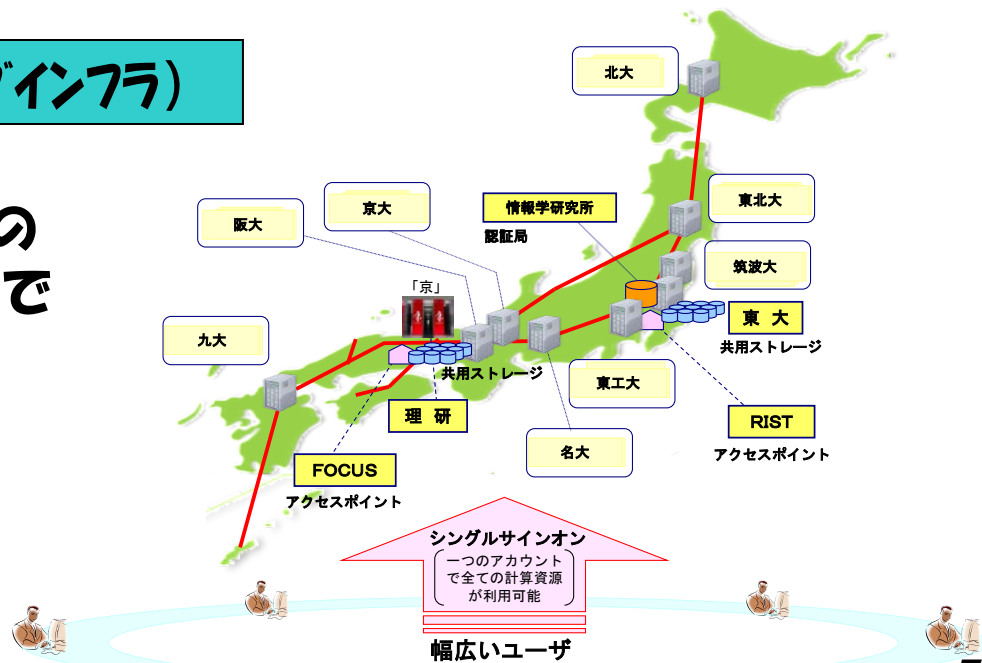 グインフラ）
の
で
北大
東北大
筑波大
情報学研究所
認証局
京大
阪大
「京」
九大
東 大
共用ストレージ
共用ストレージ
東工大
理 研
RIST
アクセスポイント
名大
FOCUS
アクセスポイント
シングルサインオン
一つのアカウント
で全ての計算資源
が利用可能
幅広いユーザ